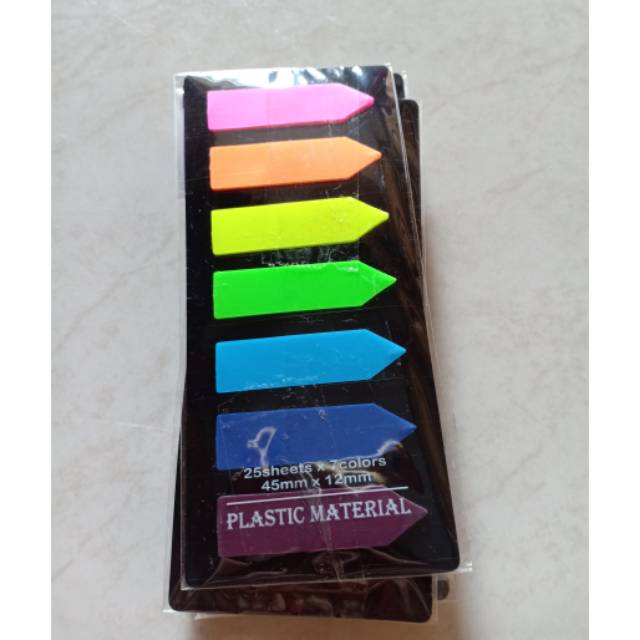 25sheets x 7colors
45mm x 12mm
PLASTIC MATERIAL